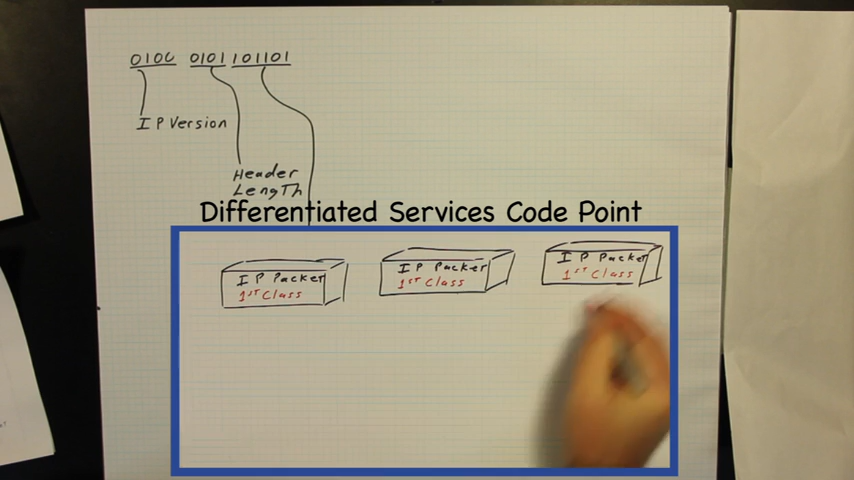 0100 0101 101101
IP Version
Header
Length
Differentiated Services Code Point
IP Packet
1st Class
IP Packet
1st Class
IP Packet
1st Class